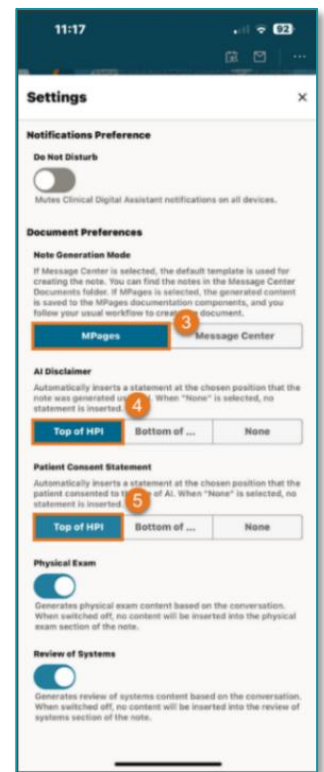 11:17
92
Settings
×
Notifications Preference
Do Not Disturb
Mutes Clinical Digital Assistant notifications on all devices.
Document Preferences
Note Generation Mode
If Message Center is selected, the default template is used for
creating the note. You can find the notes in the Message Center
Documents folder. If MPages is selected, the generated content
is saved to the MPages documentation components, and you
follow your usual workflow to document.
3
MPages
Message Center
AI Disclaimer
Automatically inserts a statement at the chosen position that the
note was generated When "None" is selected, no
statement is inserted.
4
Top of HPI
Bottom of ...
None
Patient Consent Statement
Automatically inserts a statement at the chosen position that the
patient consented to of AI. When "None" is selected, no
statement is inserted
5
Top of HPI
Bottom of ...
None
Physical Exam
Generates physical exam content based on the conversation.
When switched off, no content will be inserted into the physical
exam section of the note.
Review of Systems
Generates review of systems content based on the conversation.
When switched off, no content will be inserted into the review of
systems section of the note.